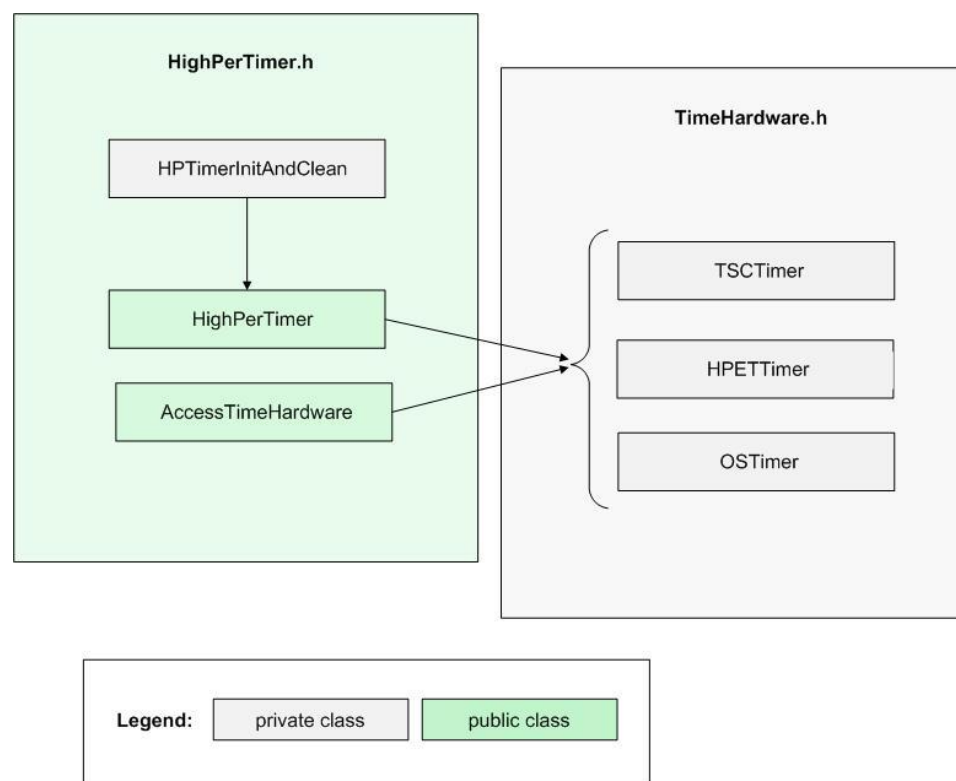 HighPerTimer.h
HPTimerInitAndClean
HighPerTimer
AccessTimeHardware
TimeHardware.h
TSCTimer
HPETTimer
OSTimer
Legend:
private class
public class